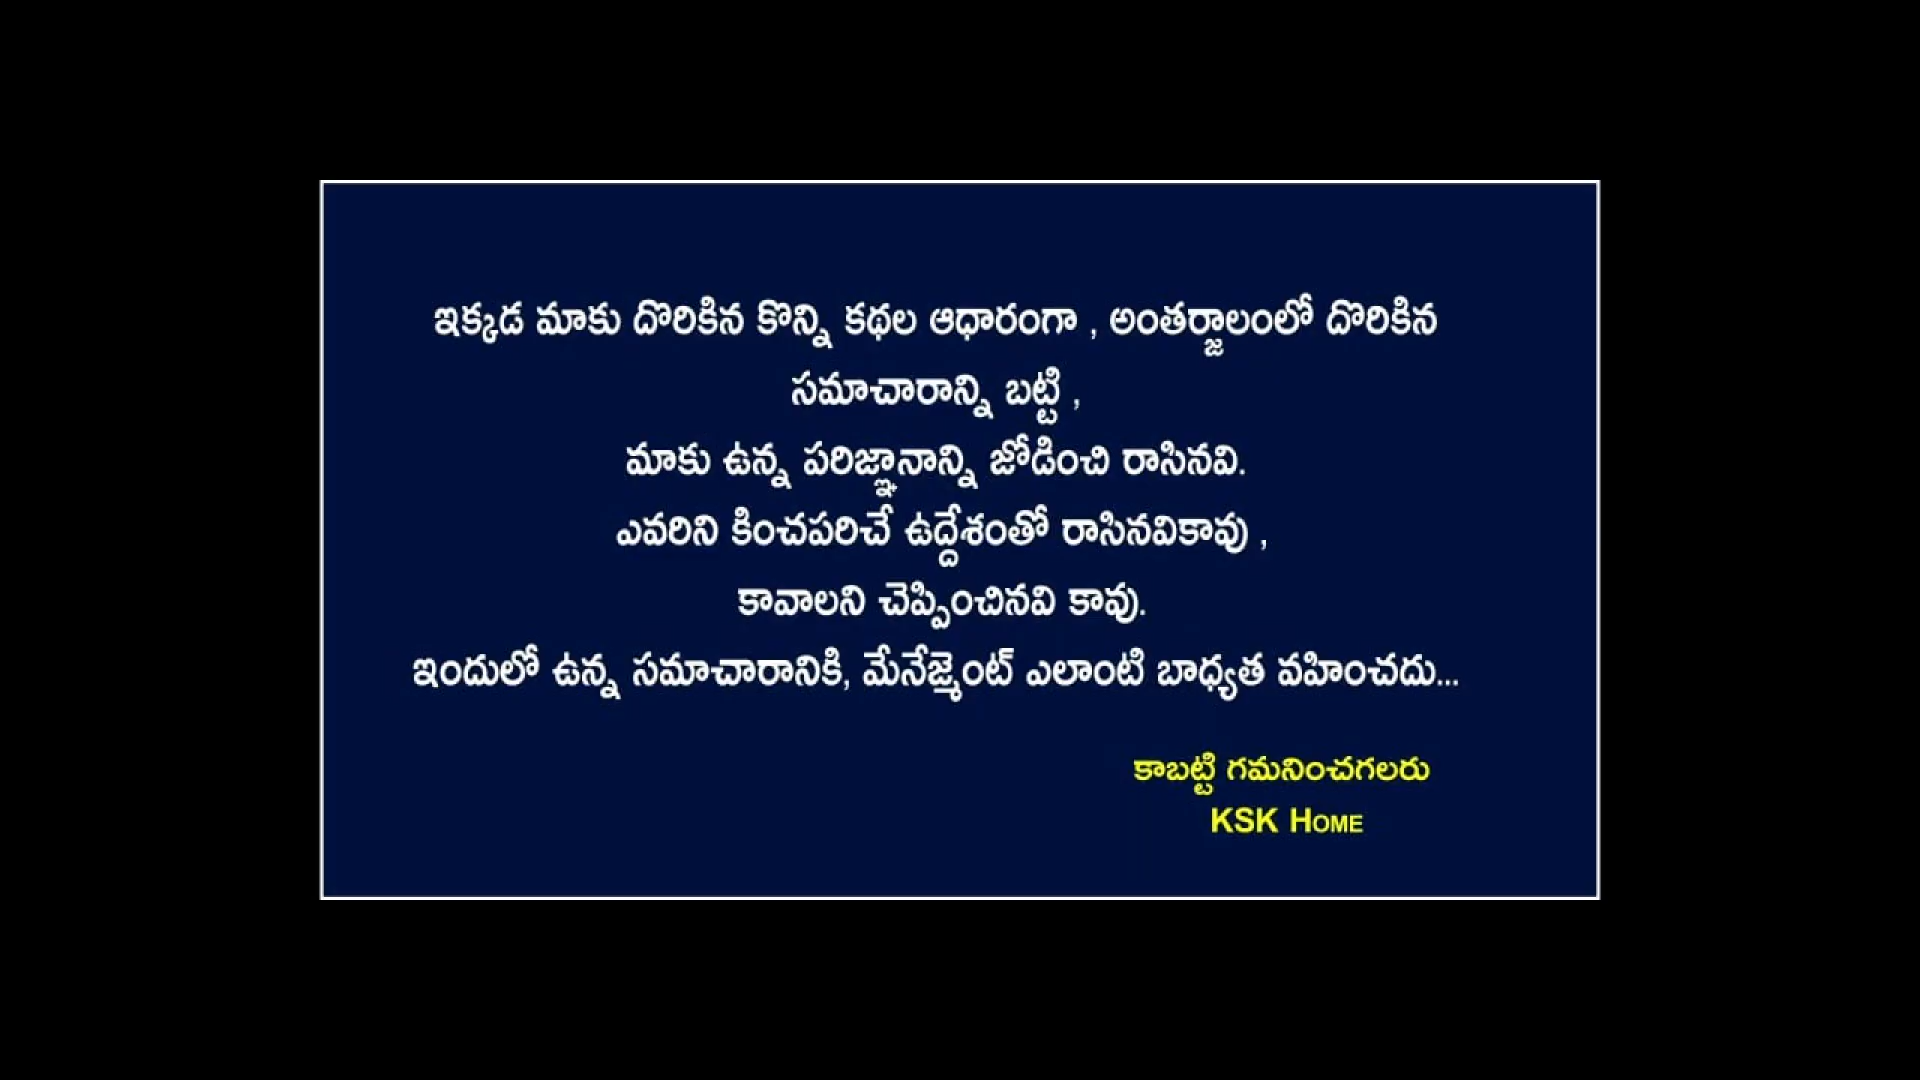 ఇక్కడ మాకు దొరికిన కొన్ని కథల ఆధారంగా , అంతర్జాలంలో దొరికిన
సమాచారాన్ని బట్టి ,
మాకు ఉన్న పరిజ్ఞానాన్ని జోడించి రాసినవి.
ఎవరిని కించపరిచే ఉద్దేశంతో రాసినవికావు ,
కావాలని చెప్పించినవి కావు.
ఇందులో ఉన్న సమాచారానికి, మేనేజ్మెంట్ ఎలాంటి బాధ్యత వహించదు...
కాబట్టి గమనించగలరు
KSK HOME